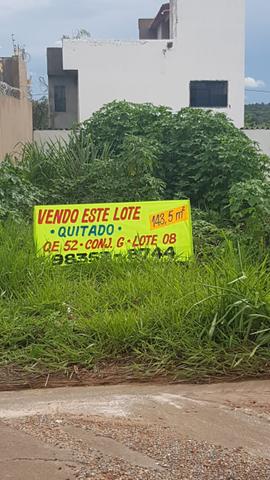 VENDO ESTE LOTE 143,5 m²
• QUITADO •
QE 52 • CONJ. G • LOTE 08